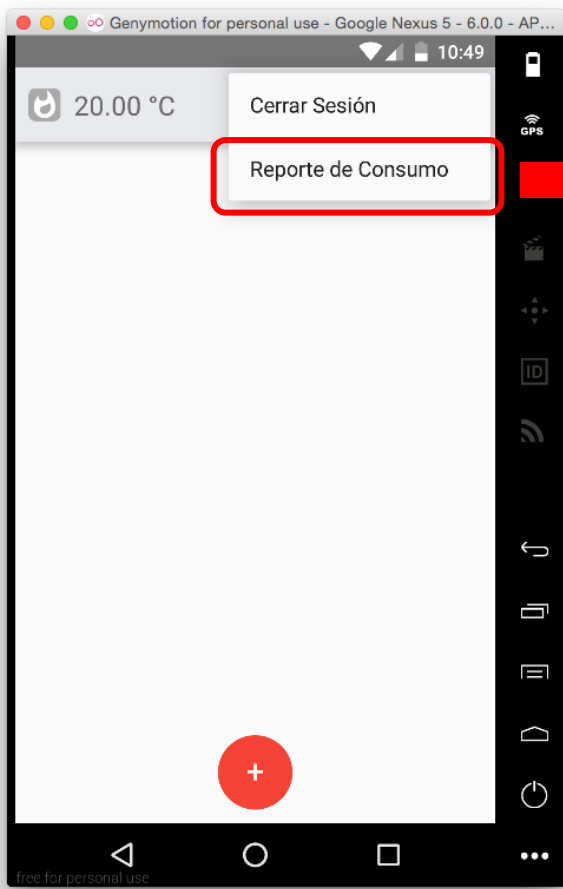 Genymotion for personal use - Google Nexus 5 - 6.0.0 - AP...
10:49
20.00 °C
Cerrar Sesión
GPS
Reporte de Consumo
ID
+
free for personal use